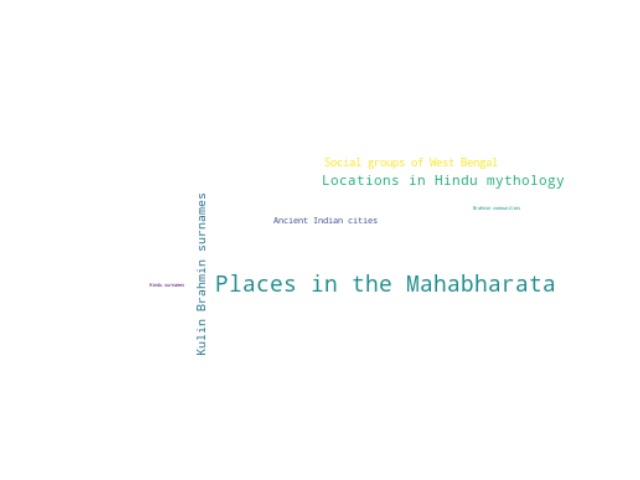 Social groups of West Bengal
Locations in Hindu mythology
Brahmin communities
Ancient Indian cities
Kulin Brahmin surnames
Places in the Mahabharata
Hindu surnames